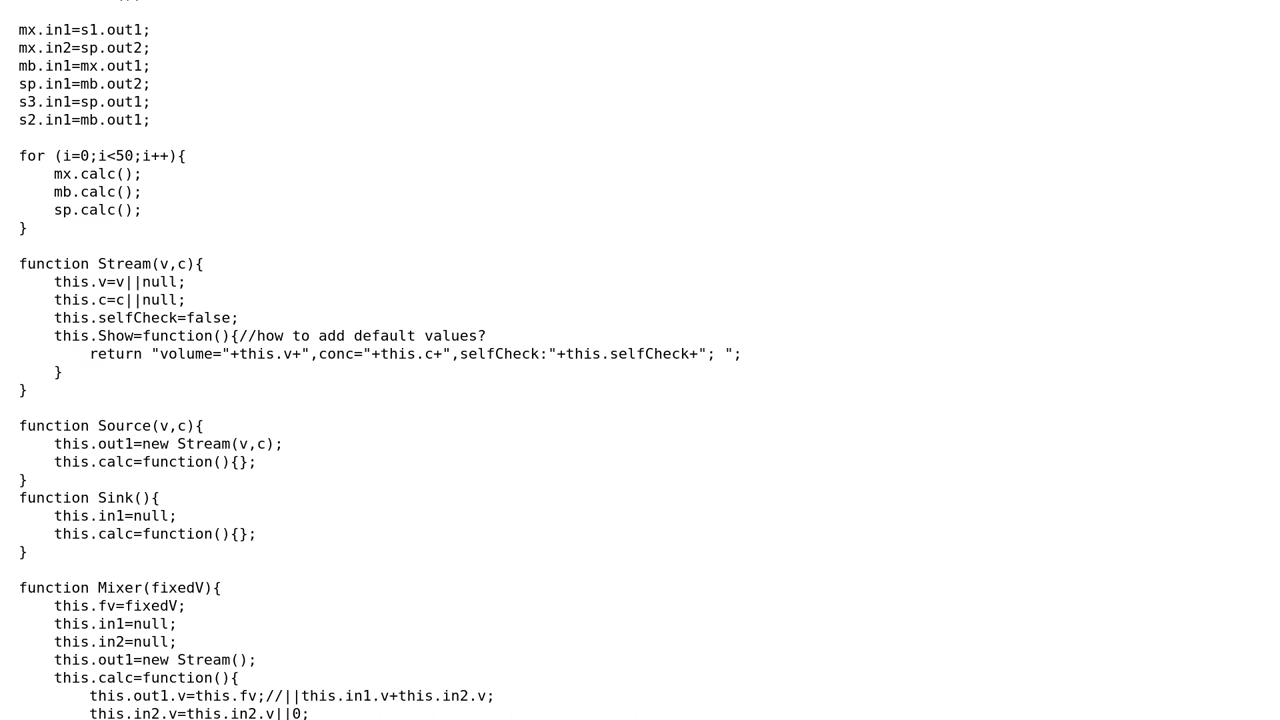 mx.in1=s1.out1;
mx.in2=sp.out2;
mb.in1=mx.out1;
sp.in1=mb.out2;
s3.in1=sp.out1;
s2.in1=mb.out1;

for (i=0;i<50;i++){
    mx.calc();
    mb.calc();
    sp.calc();
}

function Stream(v,c){
    this.v=v||null;
    this.c=c||null;
    this.selfCheck=false;
    this.Show=function(){//how to add default values?
        return "volume="+this.v+",conc="+this.c+",selfCheck:"+this.selfCheck+"; ";
    }
}

function Source(v,c){
    this.out1=new Stream(v,c);
    this.calc=function(){};
}
function Sink(){
    this.in1=null;
    this.calc=function(){};
}

function Mixer(fixedV){
    this.fv=fixedV;
    this.in1=null;
    this.in2=null;
    this.out1=new Stream();
    this.calc=function(){
        this.out1.v=this.fv;//||this.in1.v+this.in2.v;
        this.in2.v=this.in2.v||0;